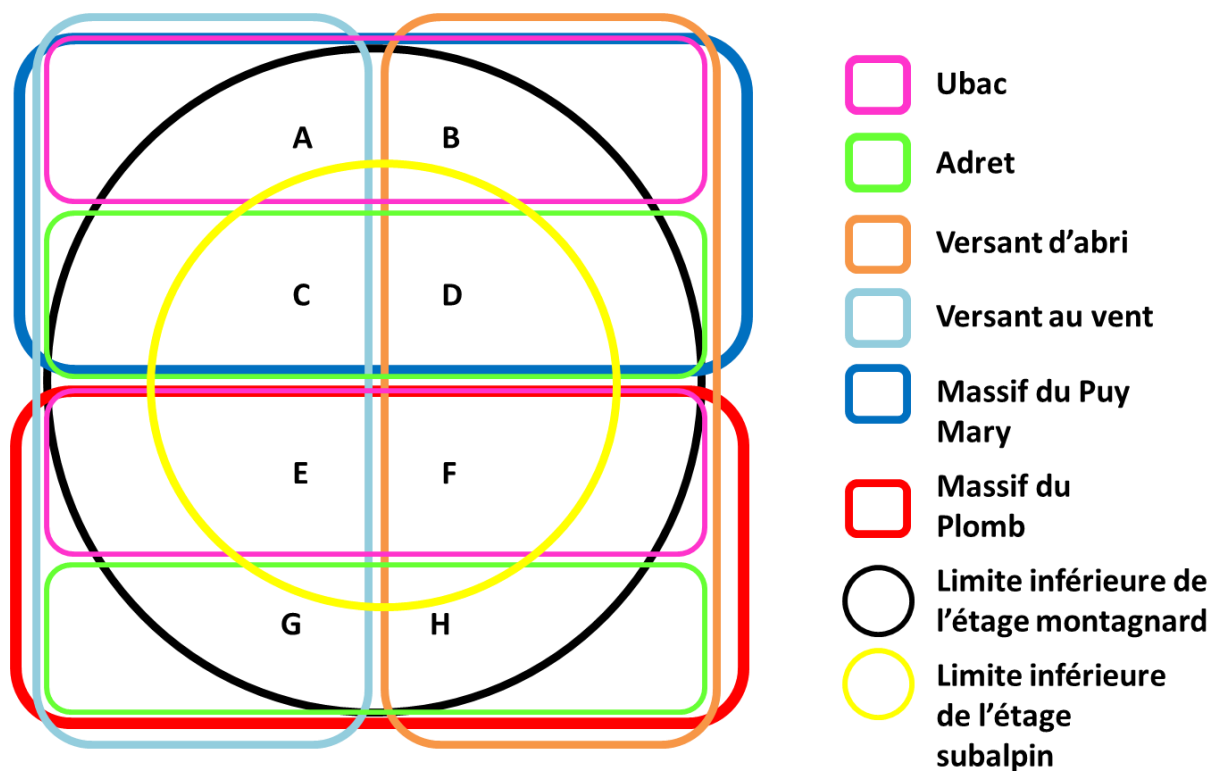 A
B
C
D
E
F
G
H
Ubac
Adret
Versant d’abri
Versant au vent
Massif du Puy
Mary
Massif du
Plomb
Limite inférieure de
l’étage montagnard
Limite inférieure
de l’étage
subalpin